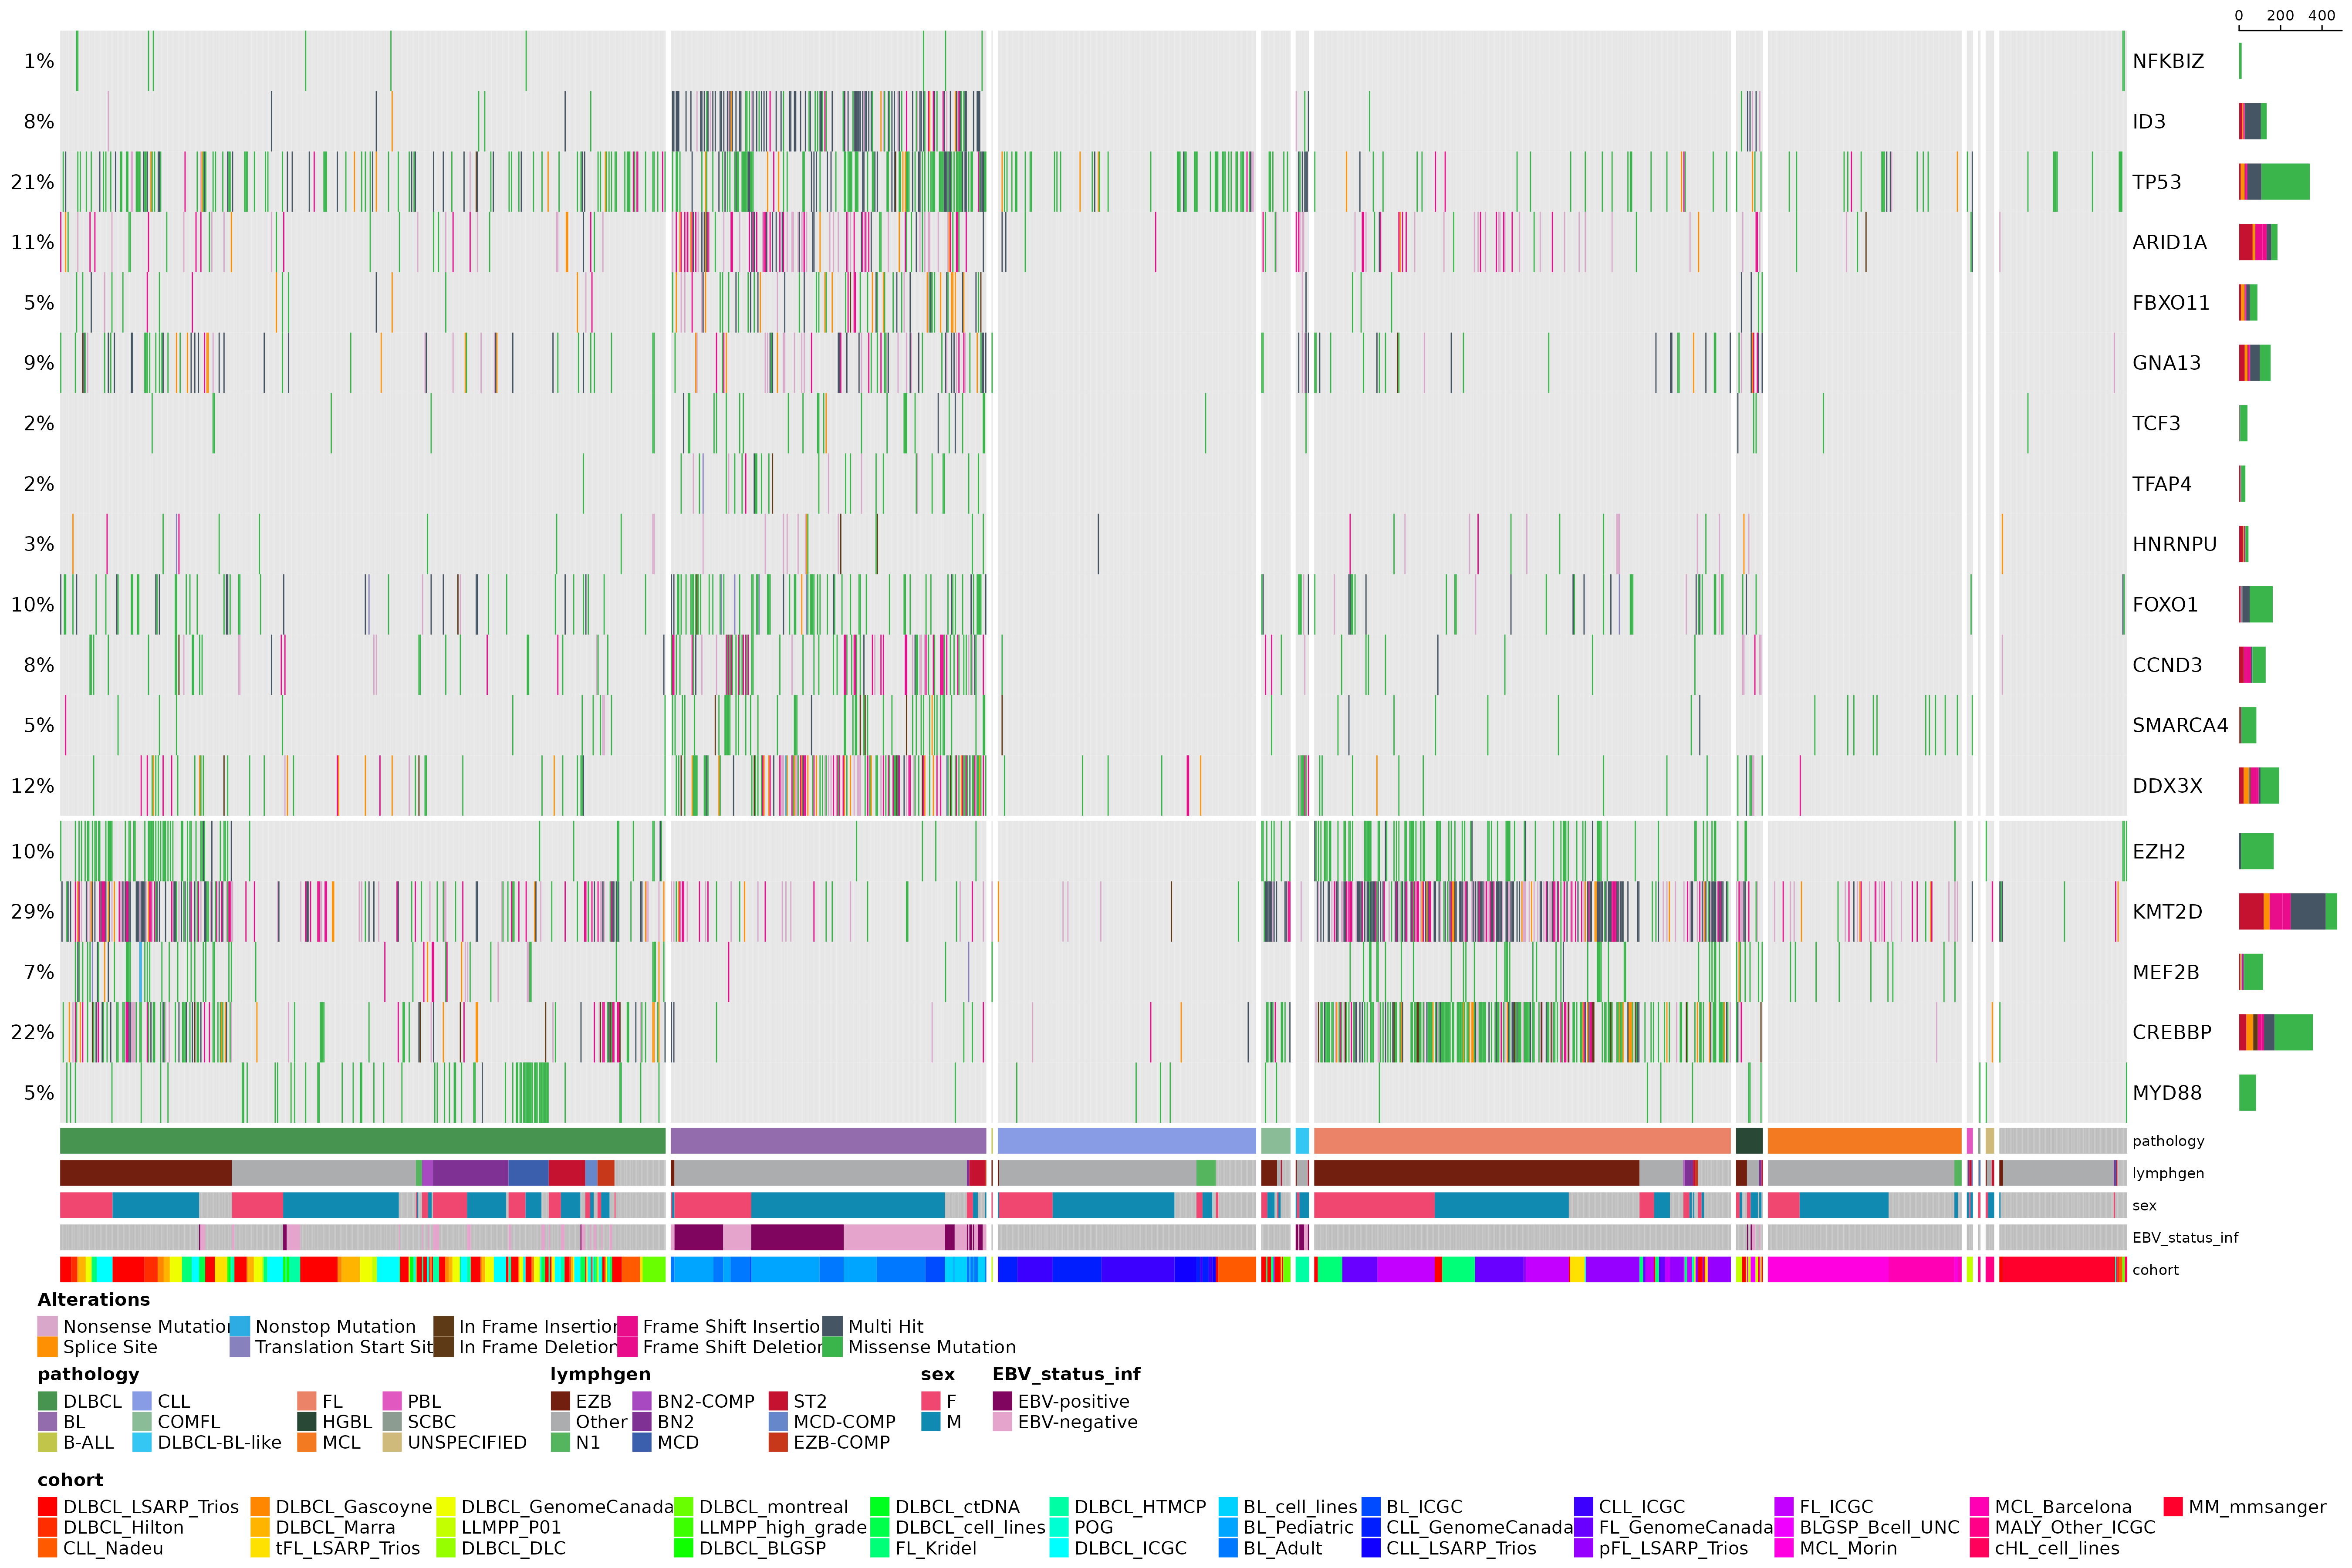 0 200 400
1% NFKBIZ
8% ID3
21% TP53
11% ARID1A
5% FBXO11
9% GNA13
2% TCF3
2% TFAP4
3% HNRNPU
10% FOXO1
8% CCND3
5% SMARCA4
12% DDX3X
10% EZH2
29% KMT2D
7% MEF2B
22% CREBBP
5% MYD88
pathology
lymphgen
sex
EBV_status_inf
cohort
Alterations
Nonsense Mutation Nonstop Mutation In Frame Insertion Frame Shift Insertio Multi Hit
Splice Site Translation Start Sit In Frame Deletion Frame Shift Deletion Missense Mutation
pathology lymphgen sex EBV_status_inf
DLBCL CLL FL PBL EZB BN2-COMP ST2 F EBV-positive
BL COMFL HGBL SCBC Other BN2 MCD-COMP M EBV-negative
B-ALL DLBCL-BL-like MCL UNSPECIFIED N1 MCD EZB-COMP
cohort
DLBCL_LSARP_Trios DLBCL_Gascoyne DLBCL_GenomeCanada DLBCL_montreal DLBCL_ctDNA DLBCL_HTMCP BL_cell_lines BL_ICGC CLL_ICGC FL_ICGC MCL_Barcelona MM_mmsanger
DLBCL_Hilton DLBCL_Marra LLMPP_P01 LLMPP_high_grade DLBCL_cell_lines POG BL_Pediatric CLL_GenomeCanada FL_GenomeCanada BLGSP_Bcell_UNC MALY_Other_ICGC
CLL_Nadeu tFL_LSARP_Trios DLBCL_DLC DLBCL_BLGSP FL_Kridel DLBCL_ICGC BL_Adult CLL_LSARP_Trios pFL_LSARP_Trios MCL_Morin cHL_cell_lines